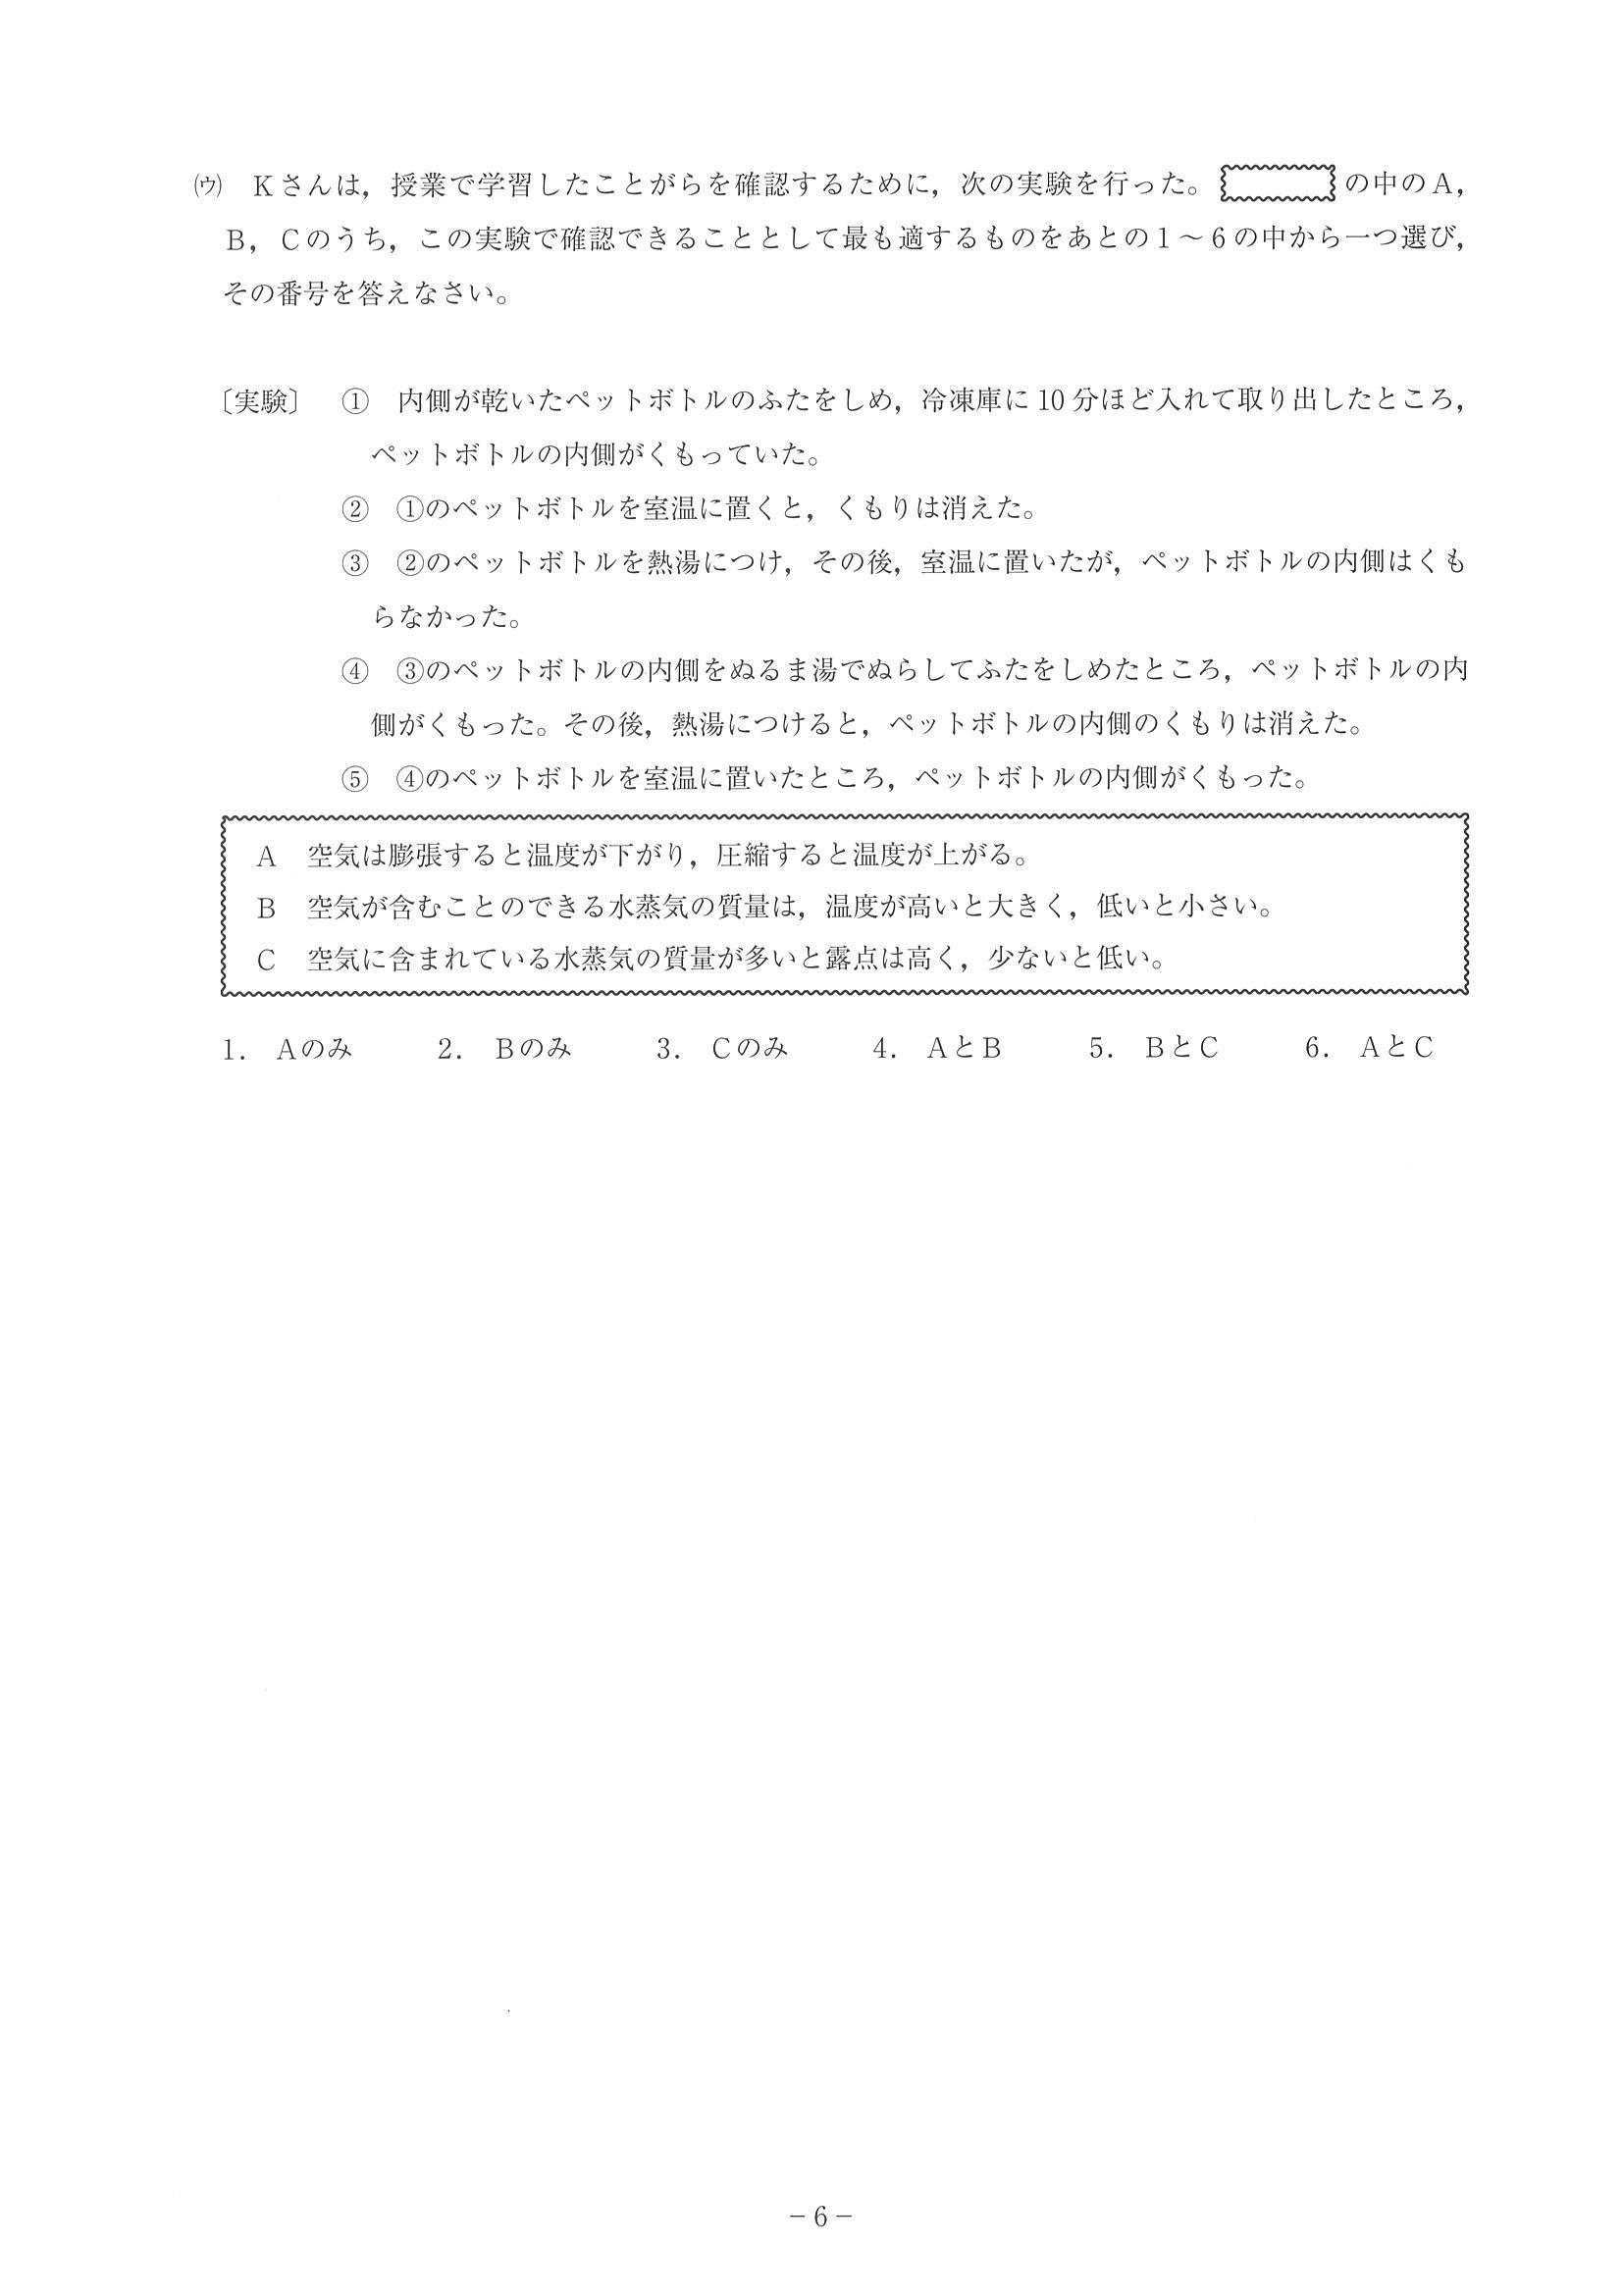 (ウ) Kさんは，授業で学習したことがらを確認するために，次の実験を行った。 の中のA，
B，Cのうち，この実験で確認できることとして最も適するものをあとの1～6の中から一つ選び，
その番号を答えなさい。
〔実験〕 ① 内側が乾いたペットボトルのふたをしめ，冷凍庫に10分ほど入れて取り出したところ，
ペットボトルの内側がくもっていた。
② ①のペットボトルを室温に置くと，くもりは消えた。
③ ②のペットボトルを熱湯につけ，その後，室温に置いたが，ペットボトルの内側はくも
らなかった。
④ ③のペットボトルの内側をぬるま湯でぬらしてふたをしめたところ，ペットボトルの内
側がくもった。その後，熱湯につけると，ペットボトルの内側のくもりは消えた。
⑤ ④のペットボトルを室温に置いたところ，ペットボトルの内側がくもった。
A 空気は膨張すると温度が下がり，圧縮すると温度が上がる。
B 空気が含むことのできる水蒸気の質量は，温度が高いと大きく，低いと小さい。
C 空気に含まれている水蒸気の質量が多いと露点は高く，少ないと低い。
1. Aのみ 2. Bのみ 3. Cのみ 4. AとB 5. BとC 6. AとC
－6－